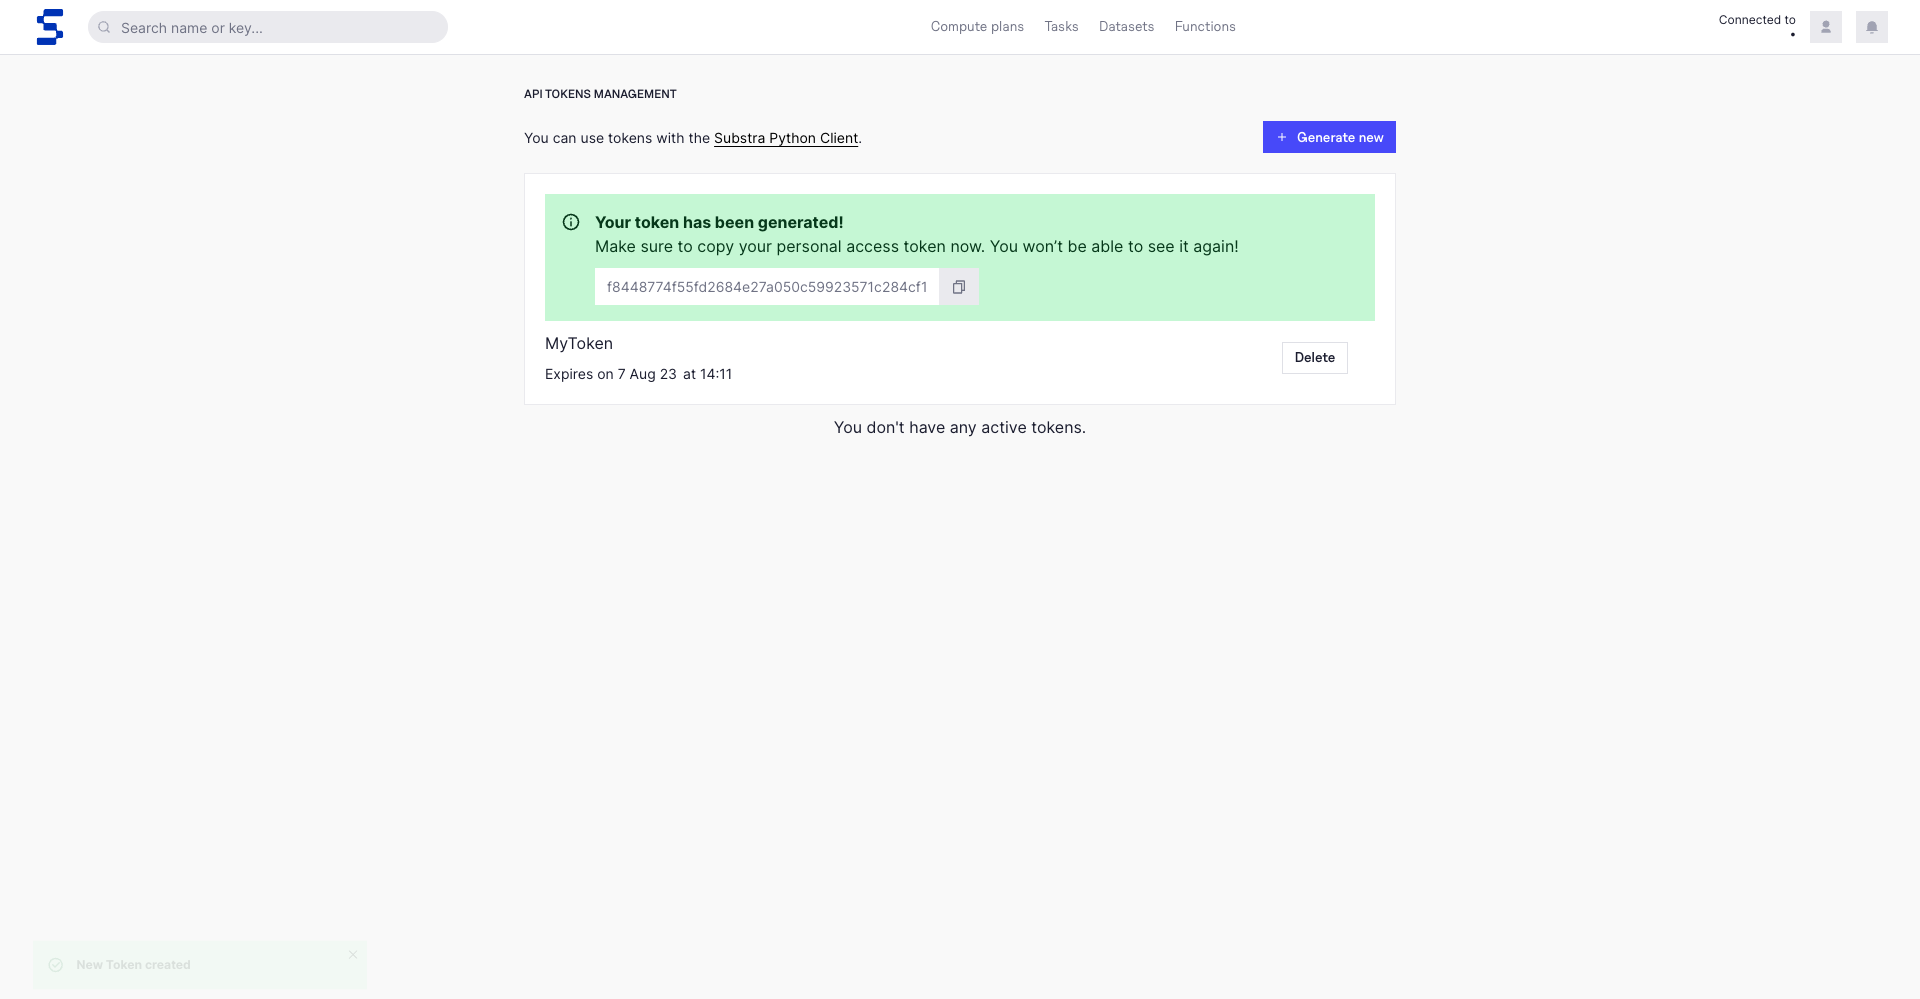 Search name or key...
Compute plans Tasks Datasets Functions
Connected to
API TOKENS MANAGEMENT
You can use tokens with the Substra Python Client.
+ Generate new
Your token has been generated!
Make sure to copy your personal access token now. You won’t be able to see it again!
f8448774f55fd2684e27a050c59923571c284cf1
MyToken
Delete
Expires on 7 Aug 23 at 14:11
You don't have any active tokens.
New Token created